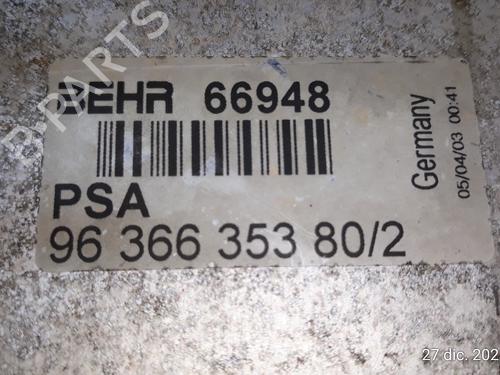 BEHR 66948
PSA
96 366 353 80/2
Germany
05/04/03 00:41
B-PARTS
27 dic. 202